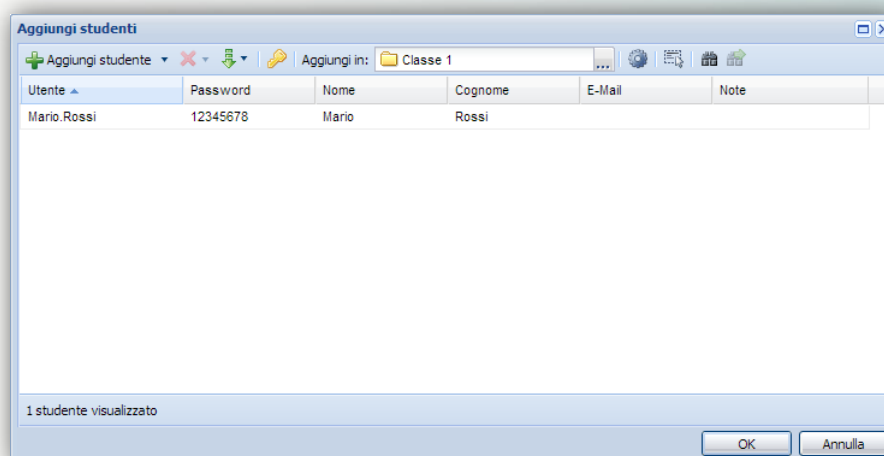 Aggiungi studenti
Aggiungi studente Aggiungi in: Classe 1 ...
Utente Password Nome Cognome E-Mail Note
Mario.Rossi 12345678 Mario Rossi
1 studente visualizzato
OK Annulla